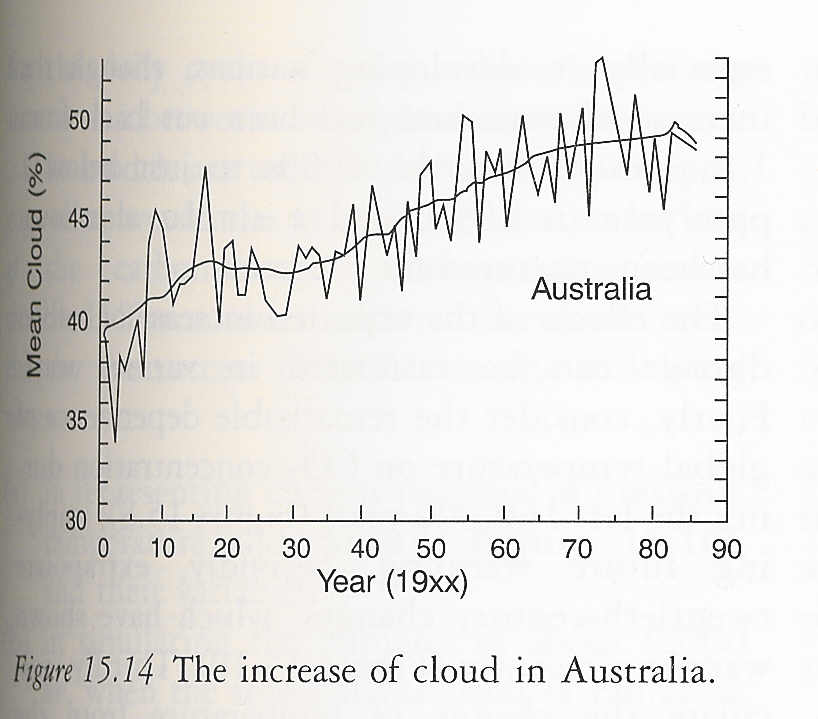 50
45
40
35
30
Mean Cloud (%)
Australia
0 10 20 30 40 50 60 70 80 90
Year (19xx)
Figure 15.14 The increase of cloud in Australia.